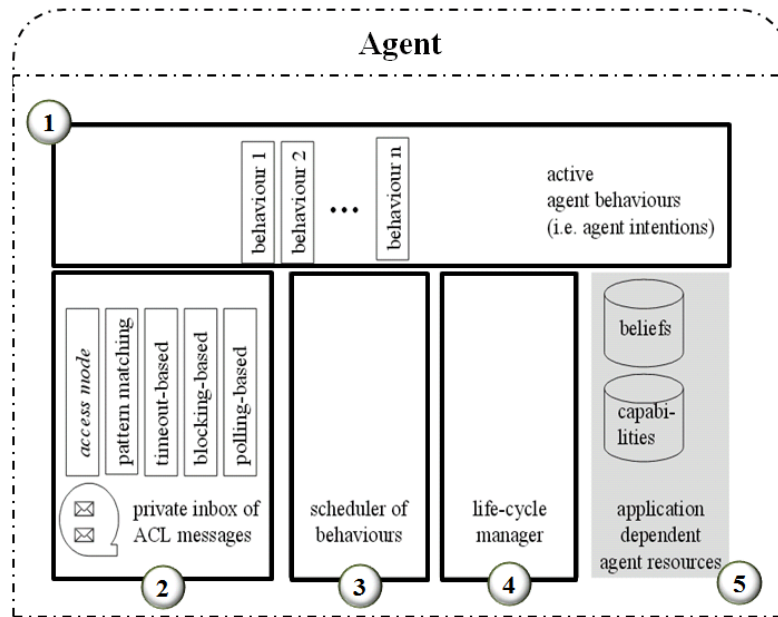 Agent
1
behaviour 1
behaviour 2
...
behaviour n
active
agent behaviours
(i.e. agent intentions)
access mode
pattern matching
timeout-based
blocking-based
polling-based
private inbox of
ACL messages
2
scheduler of
behaviours
3
life-cycle
manager
4
beliefs
capabi-
lities
application
dependent
agent resources
5